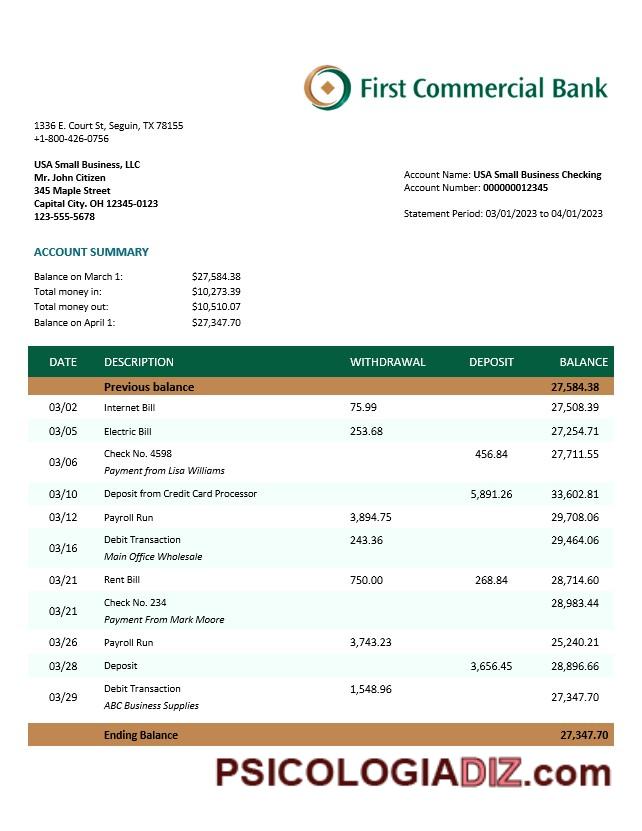 First Commercial Bank
1336 E. Court St, Seguin, TX 78155
+1-800-426-0756
USA Small Business, LLC
Mr. John Citizen
345 Maple Street
Capital City. OH 12345-0123
123-555-5678
Account Name: USA Small Business Checking
Account Number: 000000012345
Statement Period: 03/01/2023 to 04/01/2023
ACCOUNT SUMMARY
Balance on March 1: $27,584.38
Total money in: $10,273.39
Total money out: $10,510.07
Balance on April 1: $27,347.70
DATE DESCRIPTION WITHDRAWAL DEPOSIT BALANCE
Previous balance 27,584.38
03/02 Internet Bill 75.99 27,508.39
03/05 Electric Bill 253.68 27,254.71
03/06 Check No. 4598 456.84 27,711.55
Payment from Lisa Williams
03/10 Deposit from Credit Card Processor 5,891.26 33,602.81
03/12 Payroll Run 3,894.75 29,708.06
03/16 Debit Transaction 243.36 29,464.06
Main Office Wholesale
03/21 Rent Bill 750.00 268.84 28,714.60
03/21 Check No. 234 28,983.44
Payment From Mark Moore
03/26 Payroll Run 3,743.23 25,240.21
03/28 Deposit 3,656.45 28,896.66
03/29 Debit Transaction 1,548.96 27,347.70
ABC Business Supplies
Ending Balance 27,347.70
PSICOLOGIADIZ.com